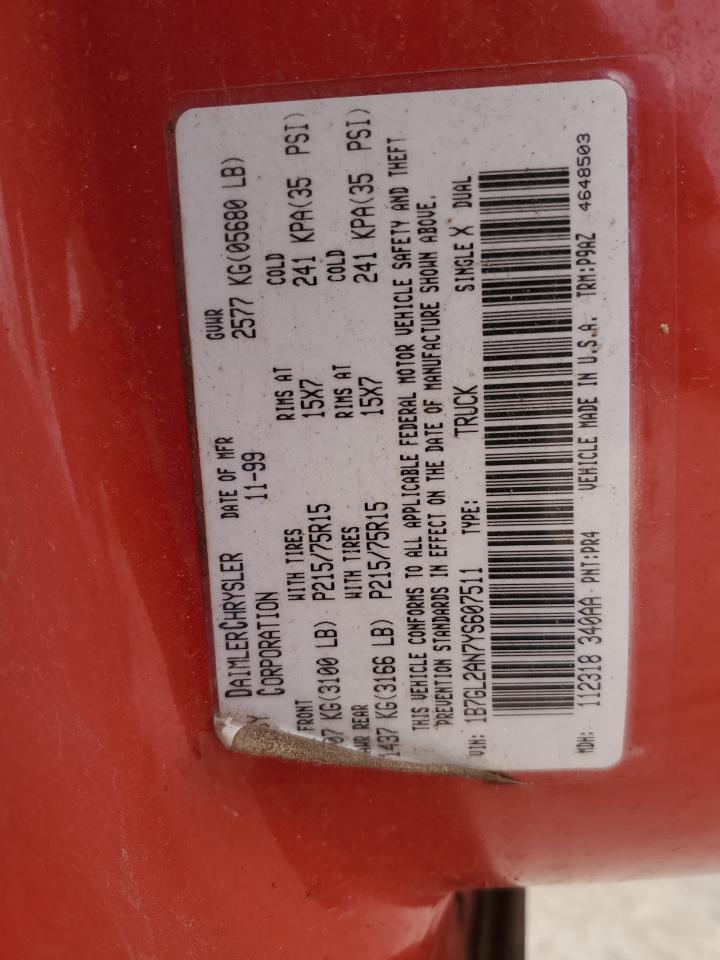 DAIMLERCHRYSLER DATE OF MFR GVWR
CORPORATION 11-99 2577 KG(05680 LB)
FRONT WITH TIRES RIMS AT COLD
KG(3100 LB) P215/75R15 15X7 241 KPA(35 PSI)
REAR WITH TIRES RIMS AT COLD
1437 KG(3166 LB) P215/75R15 15X7 241 KPA(35 PSI)
THIS VEHICLE CONFORMS TO ALL APPLICABLE FEDERAL MOTOR VEHICLE SAFETY AND THEFT
PREVENTION STANDARDS IN EFFECT ON THE DATE OF MANUFACTURE SHOWN ABOVE.
VIN: 1B7GL2AN7YS607511 TYPE: TRUCK SINGLE X DUAL
MDH: 112318 340AA PNT:PR4 VEHICLE MADE IN U.S.A. TRM:P9AZ 4648503